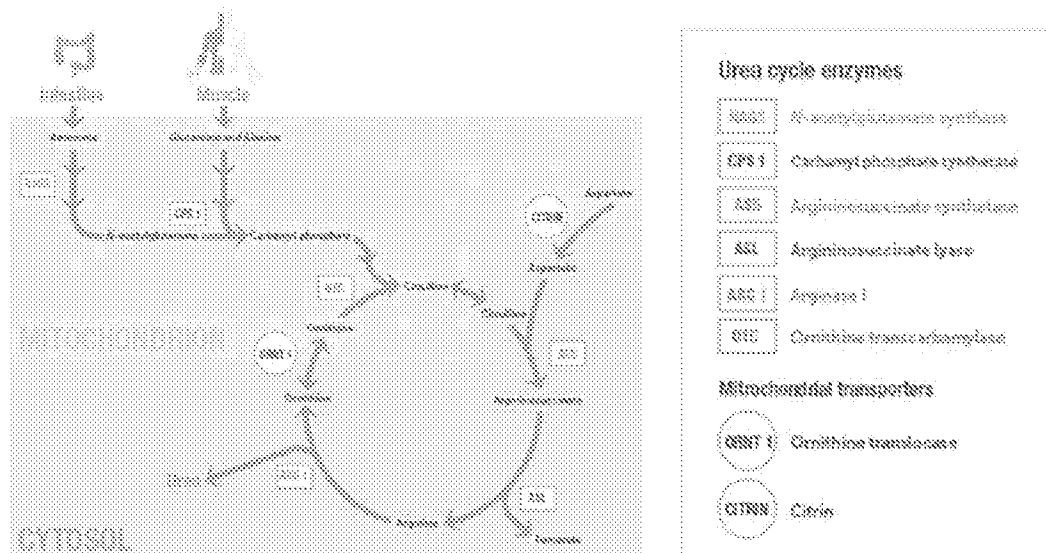 Intestine
Muscle
Ammonia
Glutamine and Alanine
NAGS
CPS 1
N-acetylglutamate
Carbamyl phosphate
CITRIN
Aspartate
Aspartate
OTC
Citrulline
Citrulline
Ornithine
MITOCHONDRION
ORNT 1
ASS
Ornithine
Argininosuccinate
Urea
ARG 1
ASL
Arginine
Fumarate
CYTOSOL
Urea cycle enzymes
NAGS N-acetylglutamate synthase
CPS 1 Carbamyl phosphate synthetase
ASS Argininosuccinate synthetase
ASL Argininosuccinate lyase
ARG 1 Arginase 1
OTC Ornithine transcarbamylase
Mitochondrial transporters
ORNT 1 Ornithine translocase
CITRIN Citrin